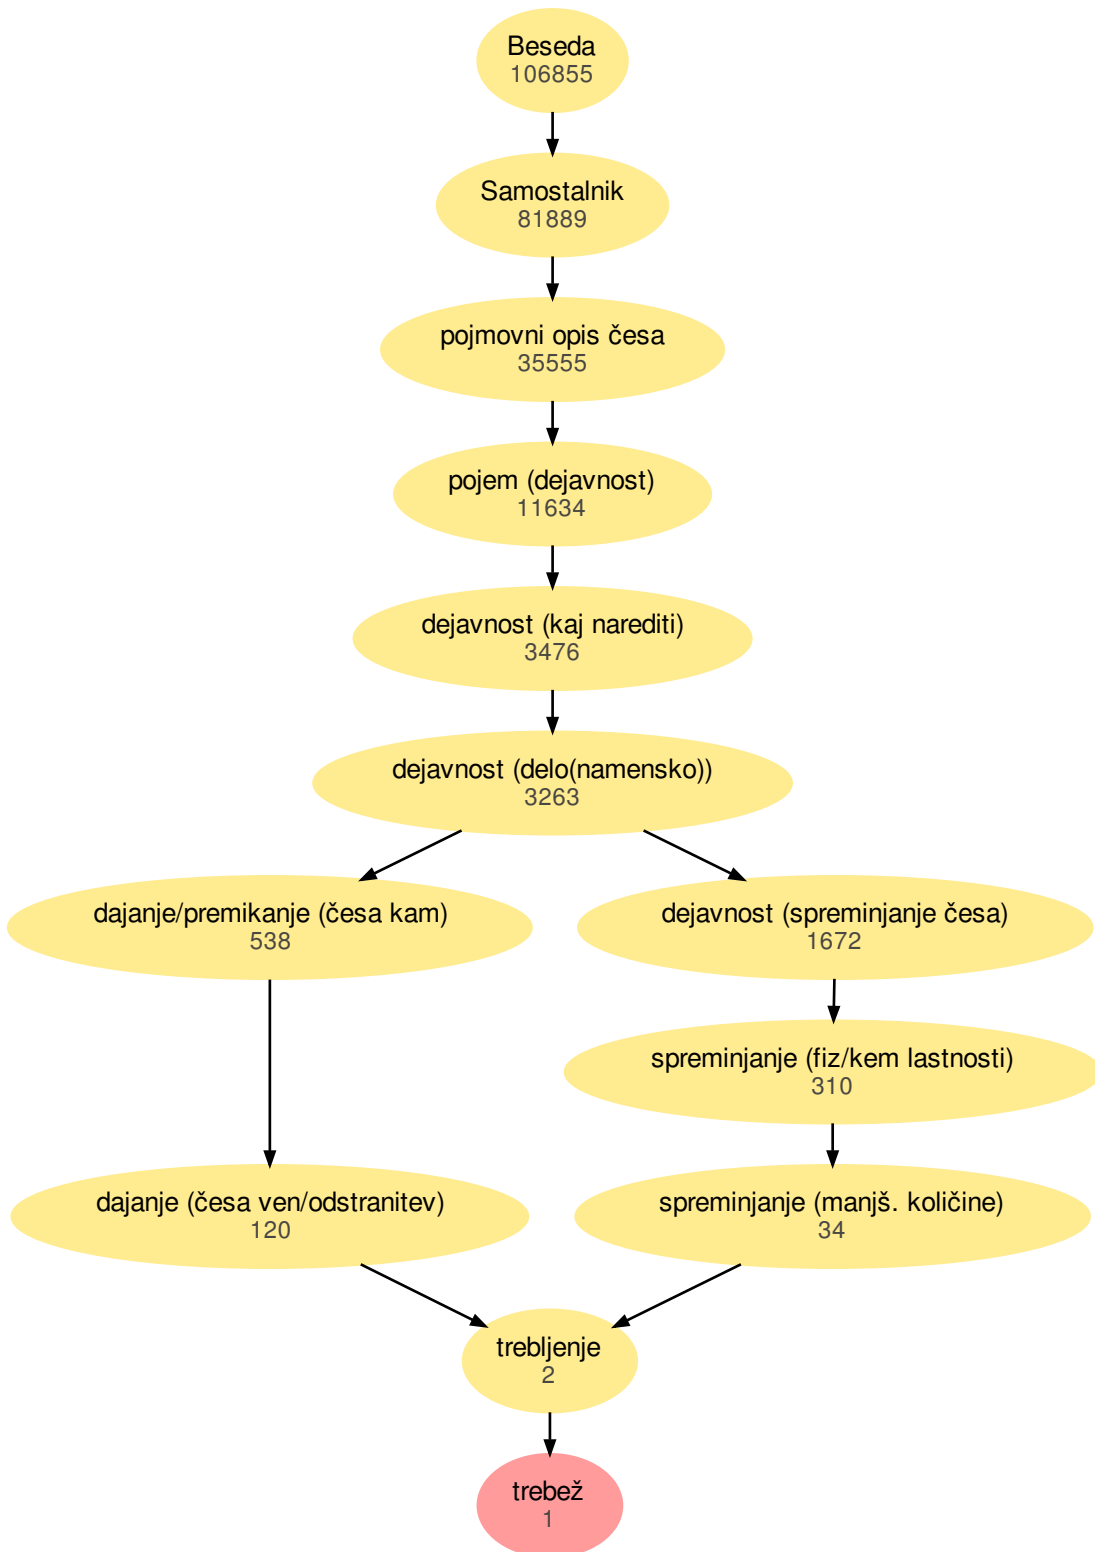 Beseda
106855
Samostalnik
81889
pojmovni opis česa
35555
pojem (dejavnost)
11634
dejavnost (kaj narediti)
3476
dejavnost (delo(namensko))
3263
dajanje/premikanje (česa kam)
538
dejavnost (spreminjanje česa)
1672
spreminjanje (fiz/kem lastnosti)
310
dajanje (česa ven/odstranitev)
120
spreminjanje (manjš. količine)
34
trebljenje
2
trebež
1